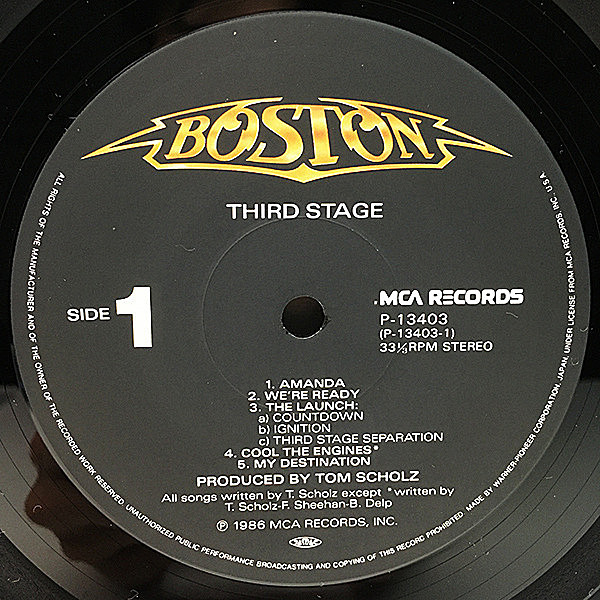 BOSTON
THIRD STAGE
SIDE 1
MCA RECORDS
P-13403
(P-13403-1)
33⅓RPM STEREO
1. AMANDA
2. WE'RE READY
3. THE LAUNCH:
a) COUNTDOWN
b) IGNITION
c) THIRD STAGE SEPARATION
4. COOL THE ENGINES*
5. MY DESTINATION
PRODUCED BY TOM SCHOLZ
All songs written by T. Scholz except * written by
T. Scholz-F. Sheehan-B. Delp
℗ 1986 MCA RECORDS, INC.
ALL RIGHTS OF THE MANUFACTURER AND OF THE OWNER OF THE RECORDED WORK RESERVED. UNAUTHORIZED PUBLIC PERFORMANCE BROADCASTING AND COPYING OF THIS RECORD PROHIBITED. MADE BY WARNER-PIONEER CORPORATION, JAPAN, UNDER LICENSE FROM MCA RECORDS, INC., U.S.A.